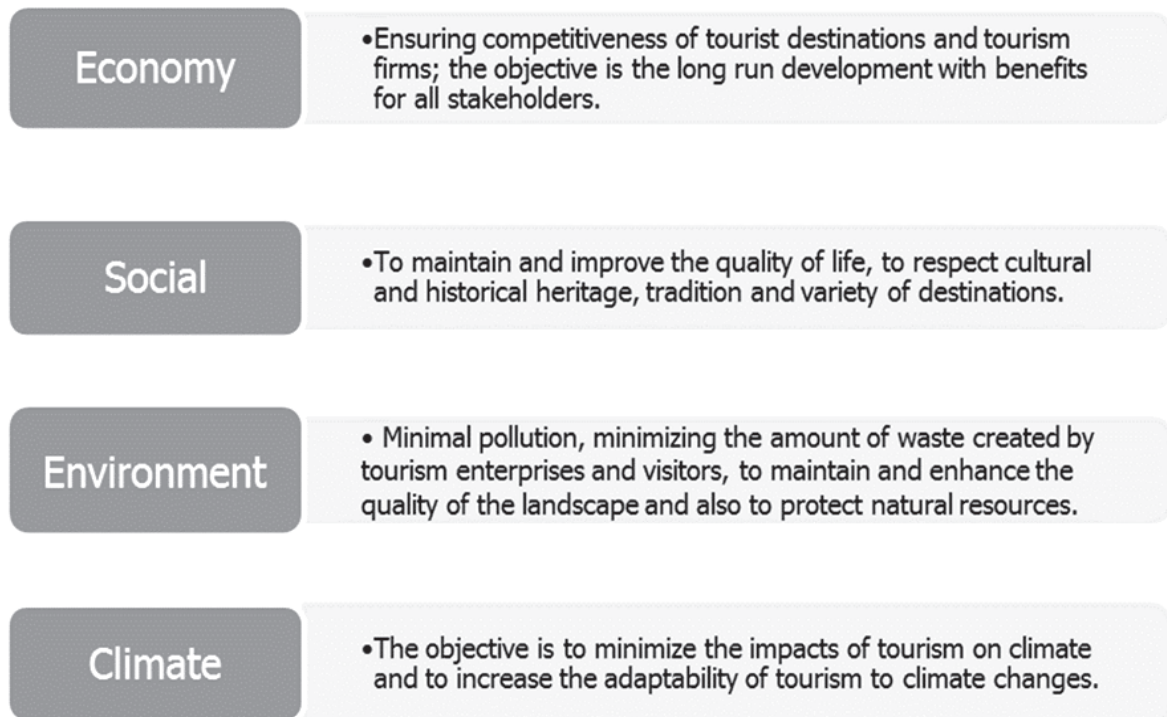 Economy
•Ensuring competitiveness of tourist destinations and tourism
firms; the objective is the long run development with benefits
for all stakeholders.
Social
•To maintain and improve the quality of life, to respect cultural
and historical heritage, tradition and variety of destinations.
Environment
• Minimal pollution, minimizing the amount of waste created by
tourism enterprises and visitors, to maintain and enhance the
quality of the landscape and also to protect natural resources.
Climate
•The objective is to minimize the impacts of tourism on climate
and to increase the adaptability of tourism to climate changes.